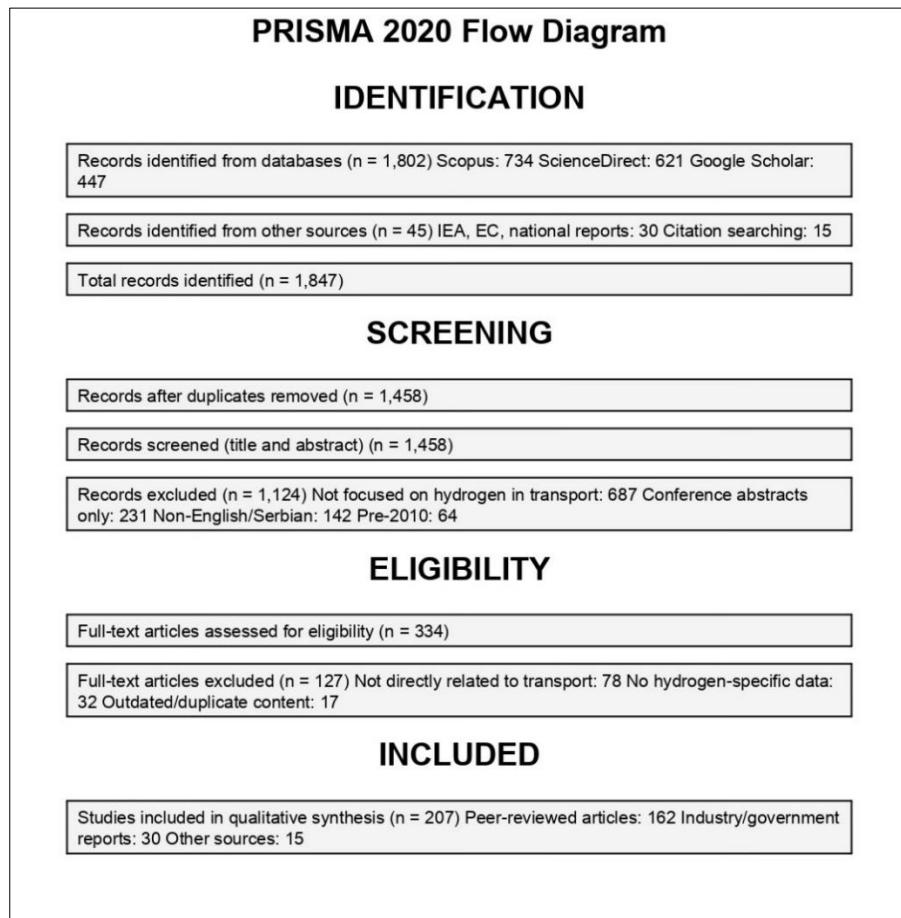 PRISMA 2020 Flow Diagram
IDENTIFICATION
Records identified from databases (n = 1,802) Scopus: 734 ScienceDirect: 621 Google Scholar:
447
Records identified from other sources (n = 45) IEA, EC, national reports: 30 Citation searching: 15
Total records identified (n = 1,847)
SCREENING
Records after duplicates removed (n = 1,458)
Records screened (title and abstract) (n = 1,458)
Records excluded (n = 1,124) Not focused on hydrogen in transport: 687 Conference abstracts
only: 231 Non-English/Serbian: 142 Pre-2010: 64
ELIGIBILITY
Full-text articles assessed for eligibility (n = 334)
Full-text articles excluded (n = 127) Not directly related to transport: 78 No hydrogen-specific data:
32 Outdated/duplicate content: 17
INCLUDED
Studies included in qualitative synthesis (n = 207) Peer-reviewed articles: 162 Industry/government
reports: 30 Other sources: 15